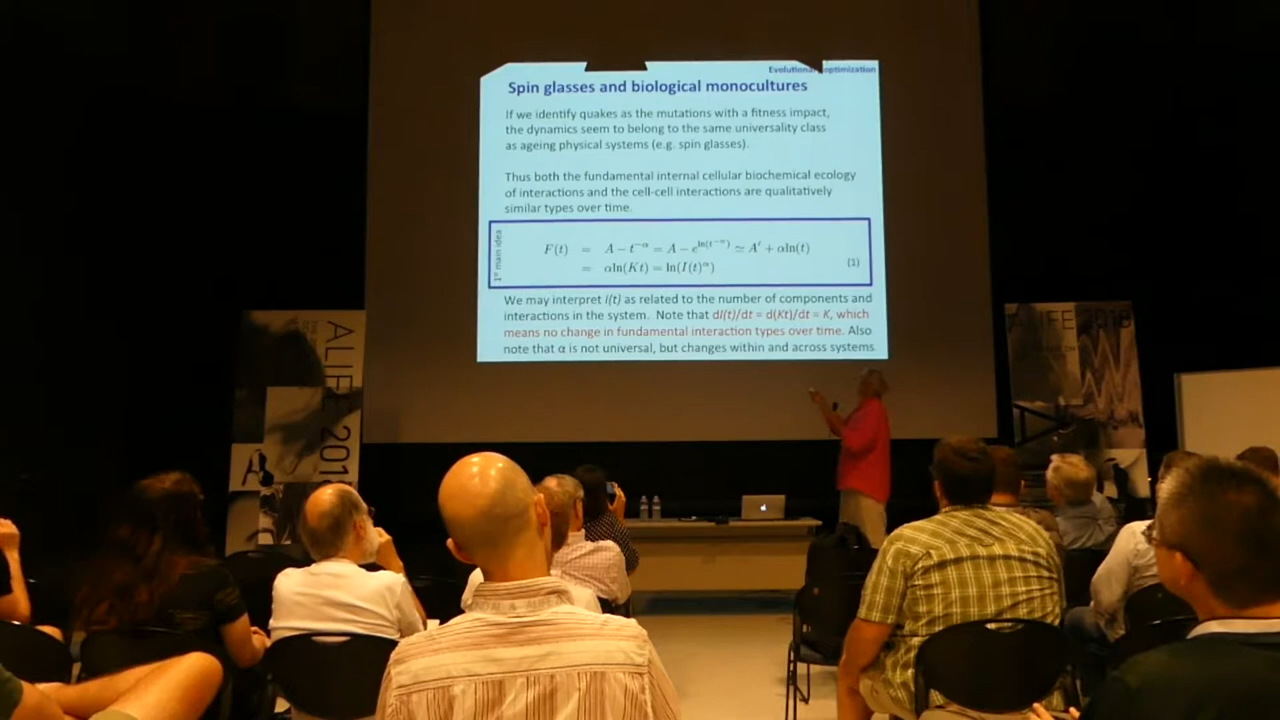 Evolutionary optimization
Spin glasses and biological monocultures
If we identify quakes as the mutations with a fitness impact,
the dynamics seem to belong to the same universality class
as ageing physical systems (e.g. spin glasses).
Thus both the fundamental internal cellular biochemical ecology
of interactions and the cell-cell interactions are qualitatively
similar types over time.
1st main idea
F(t) = A − t^{−α} = A − e^{ln(t^{−α})} ≃ A′ + αln(t)
= αln(Kt) = ln(I(t)^α) (1)
We may interpret I(t) as related to the number of components and
interactions in the system. Note that dI(t)/dt = d(Kt)/dt = K, which
means no change in fundamental interaction types over time. Also
note that α is not universal, but changes within and across systems.
ALIFE 2018
ALIFE 2018